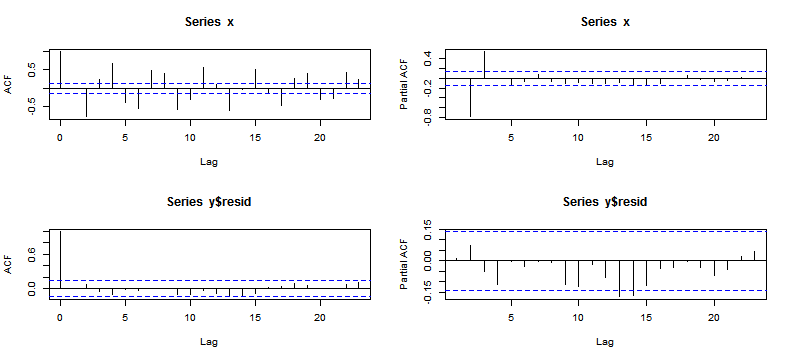 Series x
ACF
0.5
-0.5
0 5 10 15 20
Lag
Series x
Partial ACF
0.4
-0.2
-0.8
5 10 15 20
Lag
Series y$resid
ACF
0.6
0.0
0 5 10 15 20
Lag
Series y$resid
Partial ACF
0.15
0.00
-0.15
5 10 15 20
Lag